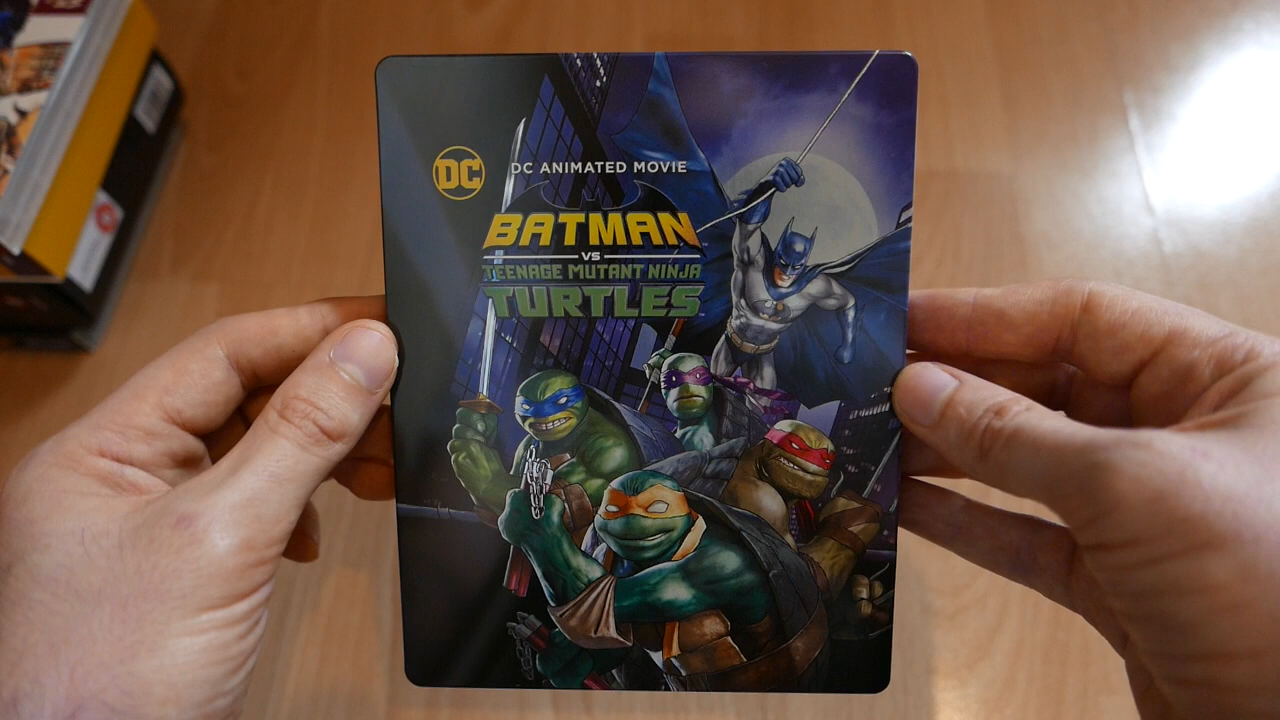 DC
DC ANIMATED MOVIE
BATMAN
VS
TEENAGE MUTANT NINJA
TURTLES